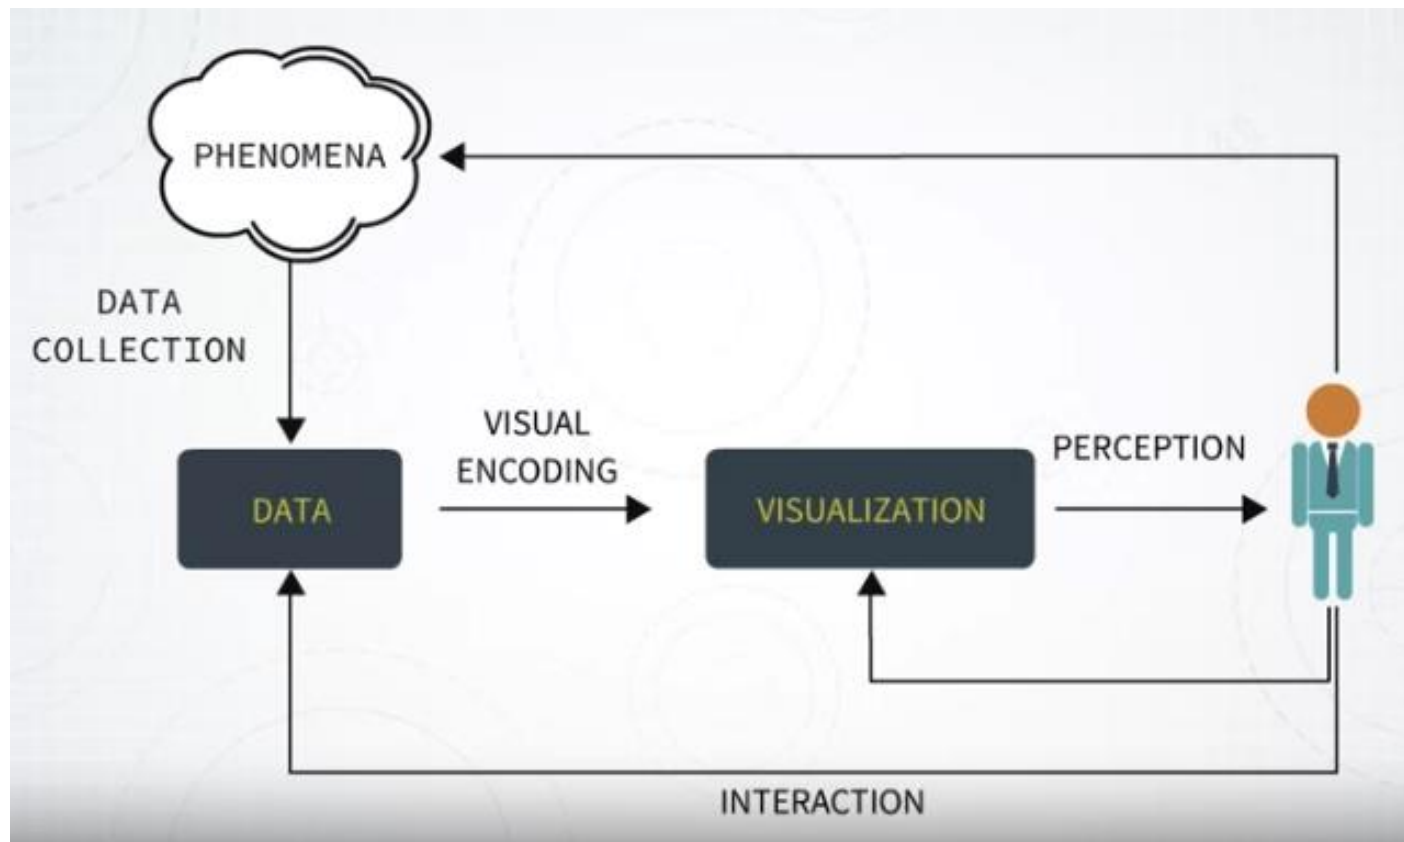 PHENOMENA
DATA
COLLECTION
VISUAL
ENCODING
PERCEPTION
DATA
VISUALIZATION
INTERACTION